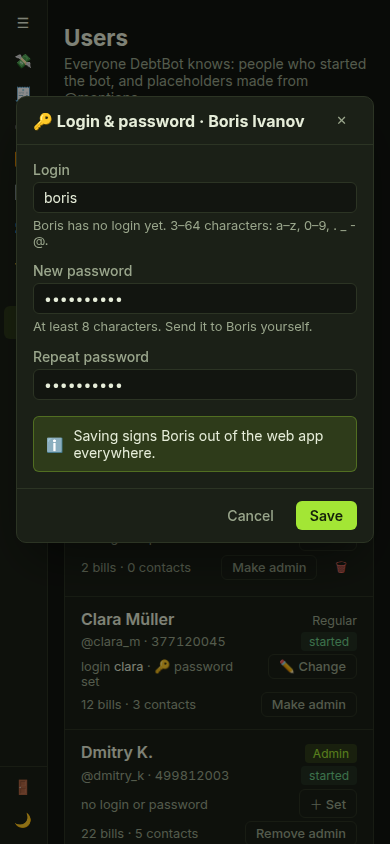 Users
Everyone DebtBot knows: people who started
the bot, and placeholders made from
🔑 Login & password · Boris Ivanov ×
Login
boris
Boris has no login yet. 3–64 characters: a–z, 0–9, . _ -
@.
New password
••••••••••
At least 8 characters. Send it to Boris yourself.
Repeat password
••••••••••
Saving signs Boris out of the web app
everywhere.
Cancel Save
2 bills · 0 contacts Make admin
Clara Müller Regular
@clara_m · 377120045 started
login clara · 🔑 password
set
✏️ Change
12 bills · 3 contacts Make admin
Dmitry K. Admin
@dmitry_k · 499812003 started
no login or password + Set
22 bills · 5 contacts Remove admin